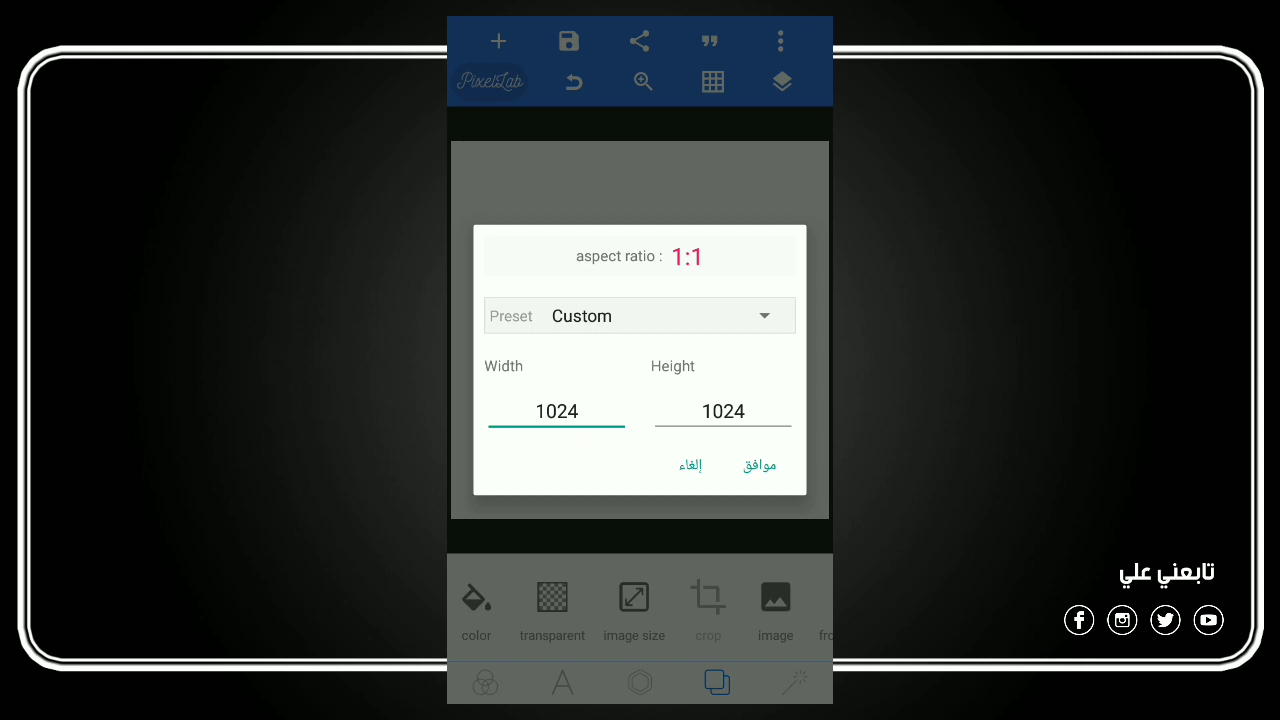 PixelLab
aspect ratio : 1:1
Preset Custom
Width Height
1024 1024
إلغاء موافق
color transparent image size crop image fro
تابعني علي